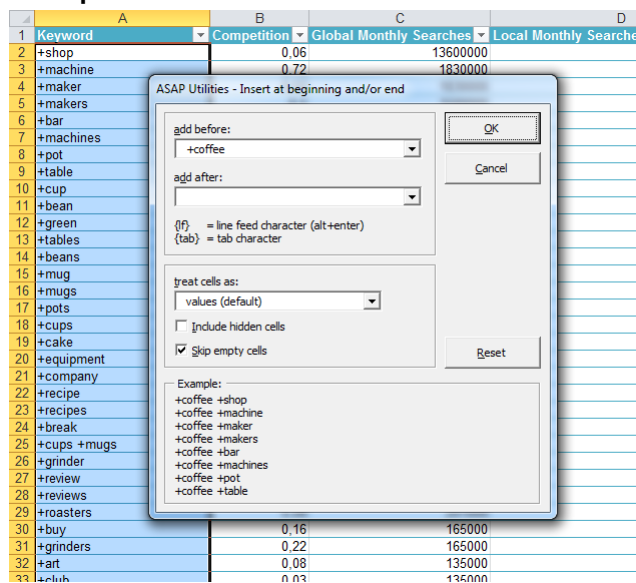 A B C D
1 Keyword Competition Global Monthly Searches Local Monthly Searche
2 +shop 0,06 13600000
3 +machine 0,72 1830000
4 +maker
5 +makers
6 +bar
7 +machines
8 +pot
9 +table
10 +cup
11 +bean
12 +green
13 +tables
14 +beans
15 +mug
16 +mugs
17 +pots
18 +cups
19 +cake
20 +equipment
21 +company
22 +recipe
23 +recipes
24 +break
25 +cups +mugs
26 +grinder
27 +review
28 +reviews
29 +roasters
30 +buy 0,16 165000
31 +grinders 0,22 165000
32 +art 0,08 135000
33 +club 0,03 135000
ASAP Utilities - Insert at beginning and/or end
add before:
+coffee
add after:
{lf} = line feed character (alt+enter)
{tab} = tab character
treat cells as:
values (default)
Include hidden cells
Skip empty cells
OK
Cancel
Reset
Example:
+coffee +shop
+coffee +machine
+coffee +maker
+coffee +makers
+coffee +bar
+coffee +machines
+coffee +pot
+coffee +table